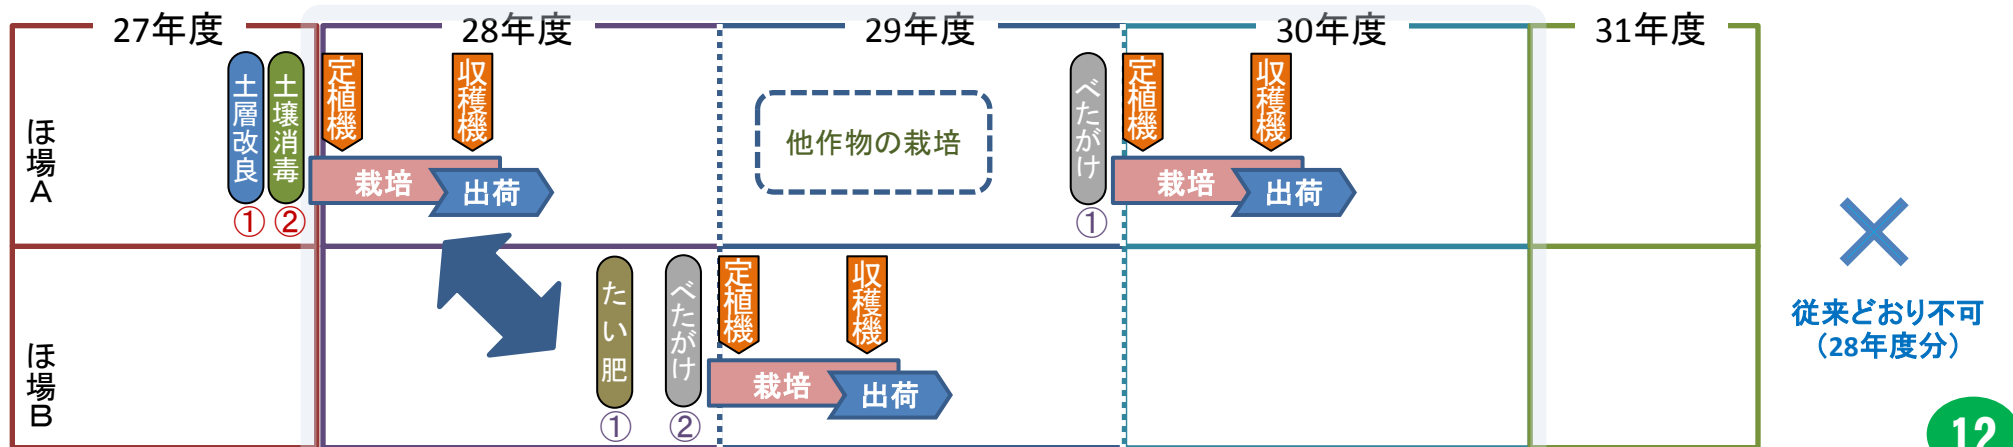 27年度
28年度
29年度
30年度
31年度
ほ場A
土層改良
土壌消毒
定植機
収穫機
栽培
出荷
①
②
他作物の栽培
べたがけ
①
定植機
収穫機
栽培
出荷
ほ場B
たい肥
①
べたがけ
②
定植機
収穫機
栽培
出荷
従来どおり不可
（28年度分）
12